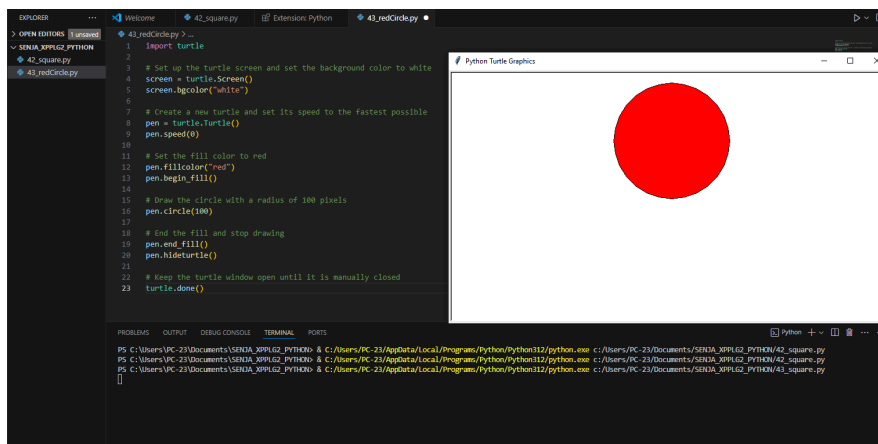 EXPLORER ...
Welcome
42_square.py
Extension: Python
43_redCircle.py
OPEN EDITORS 1 unsaved
SENJA_XPPLG2_PYTHON
42_square.py
43_redCircle.py
43_redCircle.py > ...
1 import turtle
2
3 # Set up the turtle screen and set the background color to white
4 screen = turtle.Screen()
5 screen.bgcolor("white")
6
7 # Create a new turtle and set its speed to the fastest possible
8 pen = turtle.Turtle()
9 pen.speed(0)
10
11 # Set the fill color to red
12 pen.fillcolor("red")
13 pen.begin_fill()
14
15 # Draw the circle with a radius of 100 pixels
16 pen.circle(100)
17
18 # End the fill and stop drawing
19 pen.end_fill()
20 pen.hideturtle()
21
22 # Keep the turtle window open until it is manually closed
23 turtle.done()
Python Turtle Graphics
PROBLEMS OUTPUT DEBUG CONSOLE TERMINAL PORTS
Python
PS C:\Users\PC-23\Documents\SENJA_XPPLG2_PYTHON> & C:/Users/PC-23/AppData/Local/Programs/Python/Python312/python.exe c:/Users/PC-23/Documents/SENJA_XPPLG2_PYTHON/42_square.py
PS C:\Users\PC-23\Documents\SENJA_XPPLG2_PYTHON> & C:/Users/PC-23/AppData/Local/Programs/Python/Python312/python.exe c:/Users/PC-23/Documents/SENJA_XPPLG2_PYTHON/42_square.py
PS C:\Users\PC-23\Documents\SENJA_XPPLG2_PYTHON> & C:/Users/PC-23/AppData/Local/Programs/Python/Python312/python.exe c:/Users/PC-23/Documents/SENJA_XPPLG2_PYTHON/43_square.py